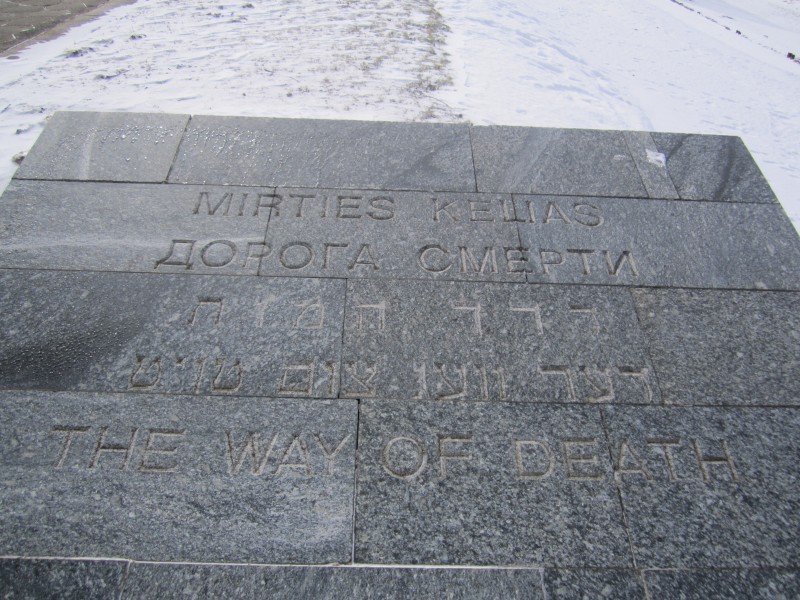 MIRTIES KELIAS
ДОРОГА СМЕРТИ
דרך המות
דער וועג צום טויט
THE WAY OF DEATH